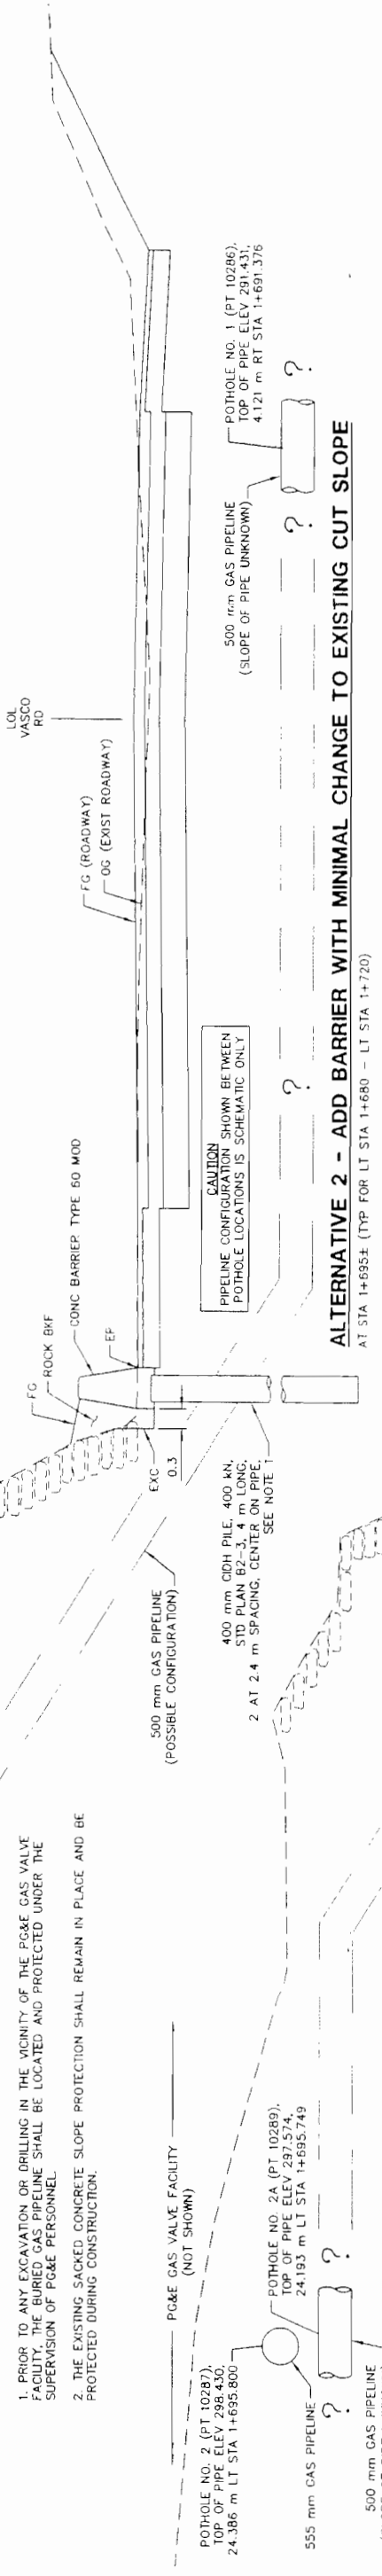 1. PRIOR TO ANY EXCAVATION OR DRILLING IN THE VICINITY OF THE PG&E GAS VALVE
FACILITY, THE BURIED GAS PIPELINE SHALL BE LOCATED AND PROTECTED UNDER THE
SUPERVISION OF PG&E PERSONNEL.
2. THE EXISTING SACKED CONCRETE SLOPE PROTECTION SHALL REMAIN IN PLACE AND BE
PROTECTED DURING CONSTRUCTION.
PG&E GAS VALVE FACILITY
(NOT SHOWN)
POTHOLE NO. 2 (PT 10287),
TOP OF PIPE ELEV 298.430,
24.386 m LT STA 1+695.800
POTHOLE NO. 2A (PT 10289),
TOP OF PIPE ELEV 297.574,
24.193 m LT STA 1+695.749
555 mm GAS PIPELINE
?
?
500 mm GAS PIPELINE
500 mm GAS PIPELINE
(POSSIBLE CONFIGURATION)
FG
ROCK BKF
CONC BARRIER TYPE 60 MOD
EP
EXC
0.3
400 mm CIDH PILE, 400 kN,
STD PLAN B2-3, 4 m LONG,
2 AT 2.4 m SPACING, CENTER ON PIPE,
SEE NOTE 1
CAUTION
PIPELINE CONFIGURATION SHOWN BETWEEN
POTHOLE LOCATIONS IS SCHEMATIC ONLY
?
FG (ROADWAY)
OG (EXIST ROADWAY)
LOL
VASCO
RD
500 mm GAS PIPELINE
(SLOPE OF PIPE UNKNOWN)
POTHOLE NO. 1 (PT 10286),
TOP OF PIPE ELEV 291.431,
4.121 m RT STA 1+691.376
?
?
ALTERNATIVE 2 - ADD BARRIER WITH MINIMAL CHANGE TO EXISTING CUT SLOPE
AT STA 1+695± (TYP FOR LT STA 1+680 - LT STA 1+720)